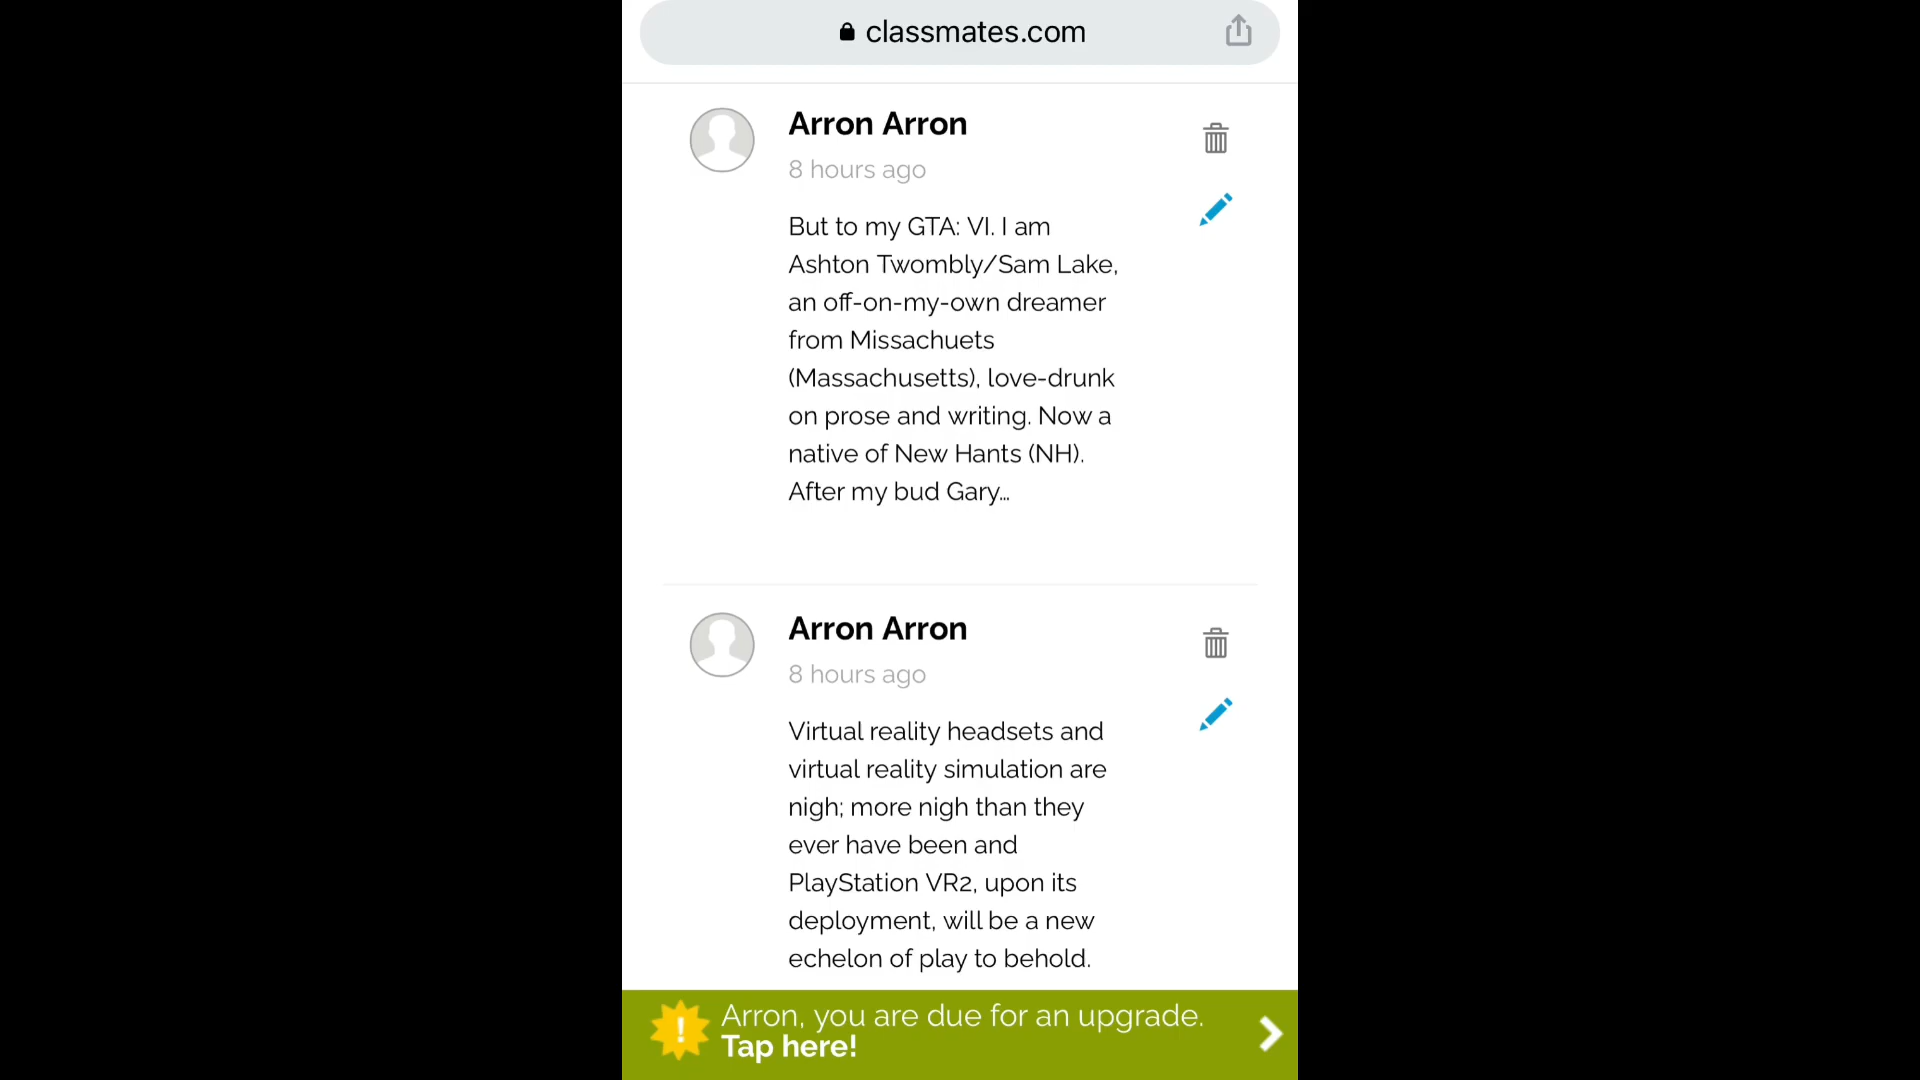 classmates.com
Arron Arron
8 hours ago
But to my GTA: VI. I am
Ashton Twombly/Sam Lake,
an off-on-my-own dreamer
from Missachuets
(Massachusetts), love-drunk
on prose and writing. Now a
native of New Hants (NH).
After my bud Gary...
Arron Arron
8 hours ago
Virtual reality headsets and
virtual reality simulation are
nigh; more nigh than they
ever have been and
PlayStation VR2, upon its
deployment, will be a new
echelon of play to behold.
Arron, you are due for an upgrade.
Tap here!